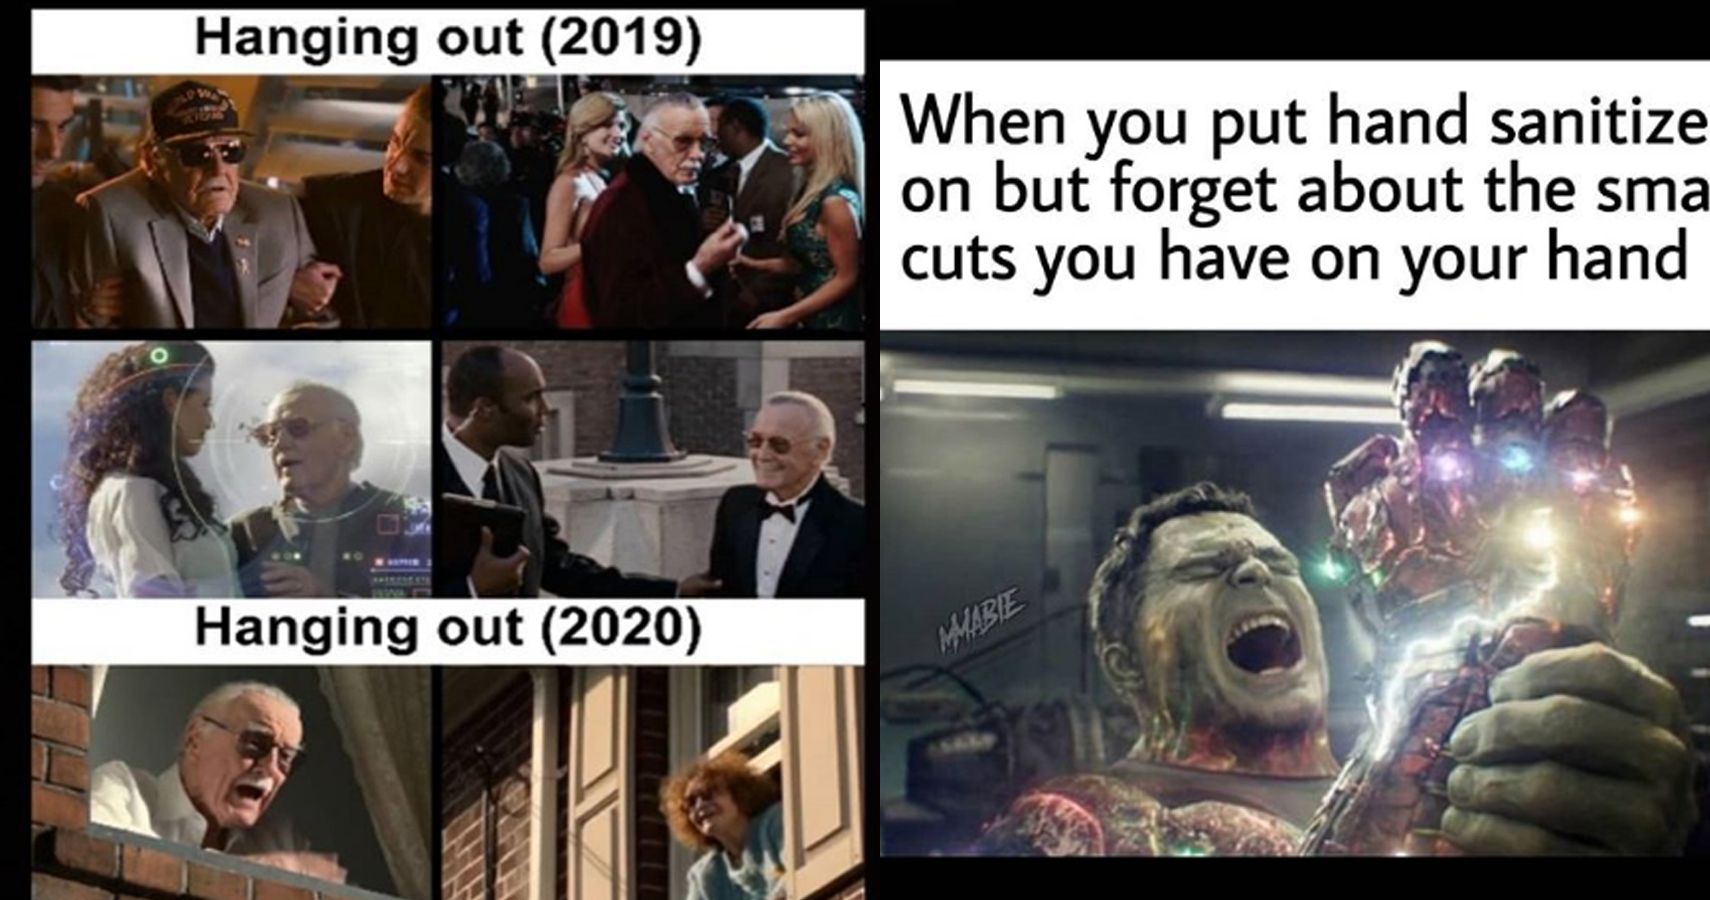 Hanging out (2019)
Hanging out (2020)
When you put hand sanitize
on but forget about the sma
cuts you have on your hand
MMABIE